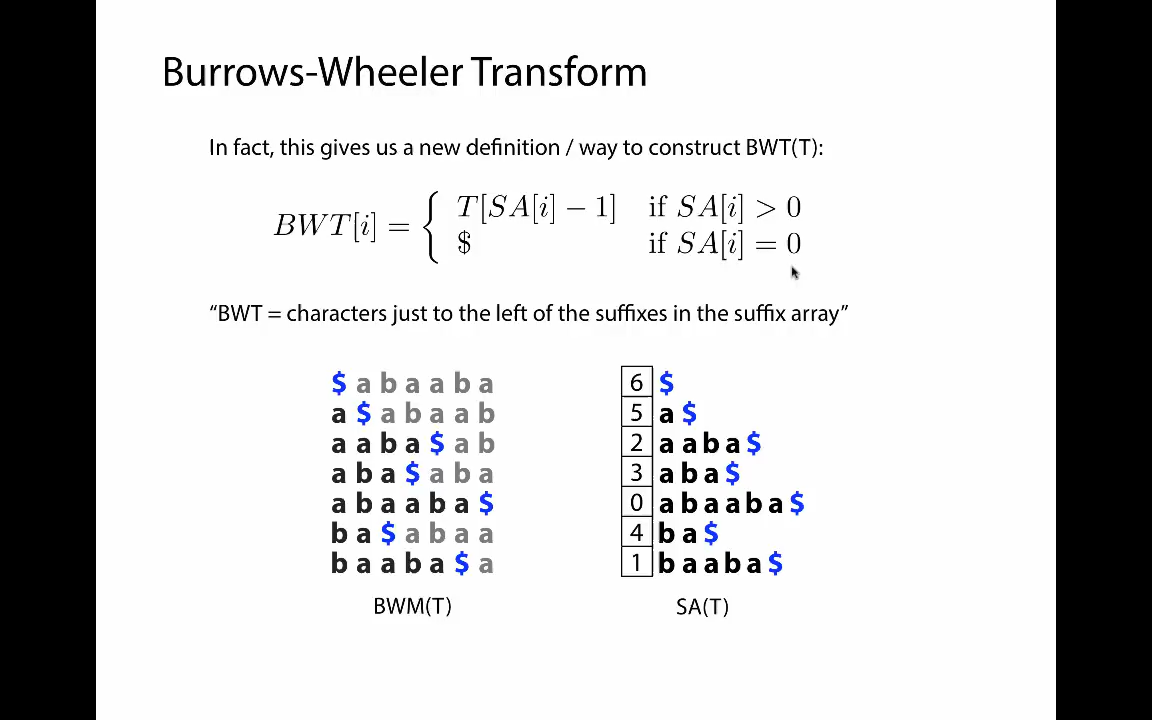 Burrows-Wheeler Transform
In fact, this gives us a new definition / way to construct BWT(T):
BWT[i] = { T[SA[i] − 1] if SA[i] > 0
$ if SA[i] = 0
“BWT = characters just to the left of the suffixes in the suffix array”
$ a b a a b a
a $ a b a a b
a a b a $ a b
a b a $ a b a
a b a a b a $
b a $ a b a a
b a a b a $ a
BWM(T)
6 $
5 a $
2 a a b a $
3 a b a $
0 a b a a b a $
4 b a $
1 b a a b a $
SA(T)